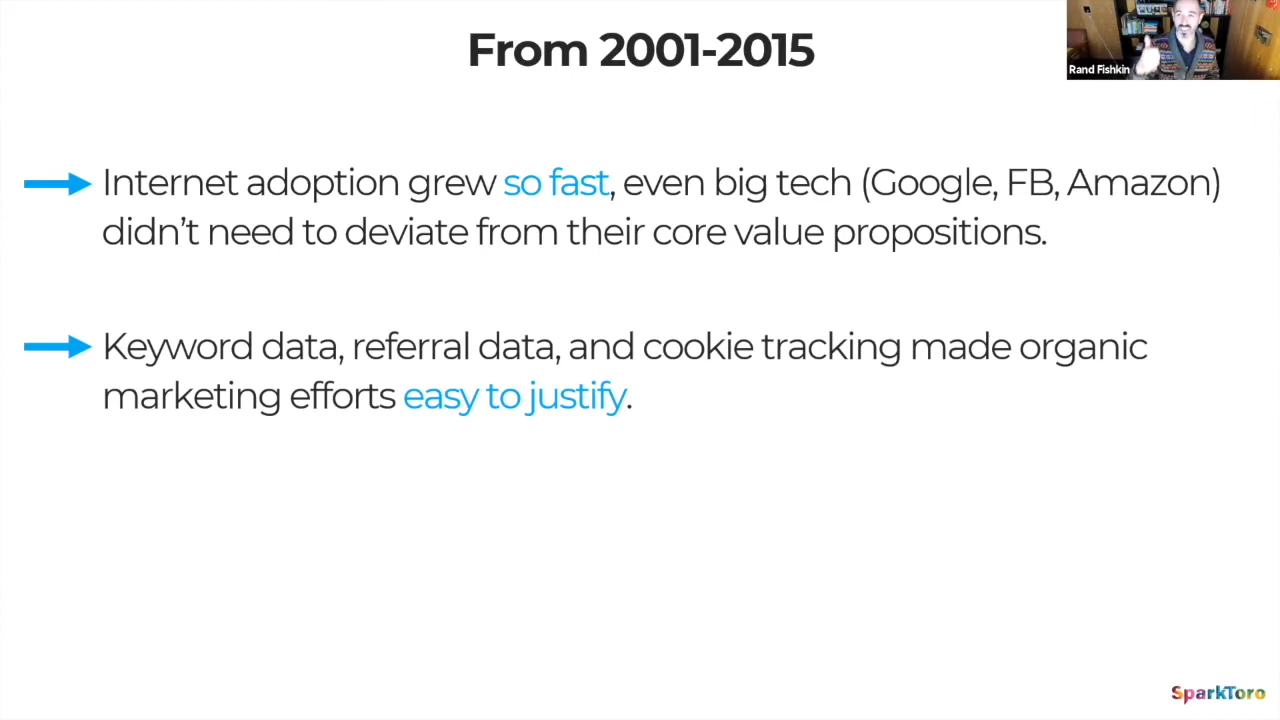 From 2001-2015
Rand Fishkin
Internet adoption grew so fast, even big tech (Google, FB, Amazon)
didn’t need to deviate from their core value propositions.
Keyword data, referral data, and cookie tracking made organic
marketing efforts easy to justify.
SparkToro